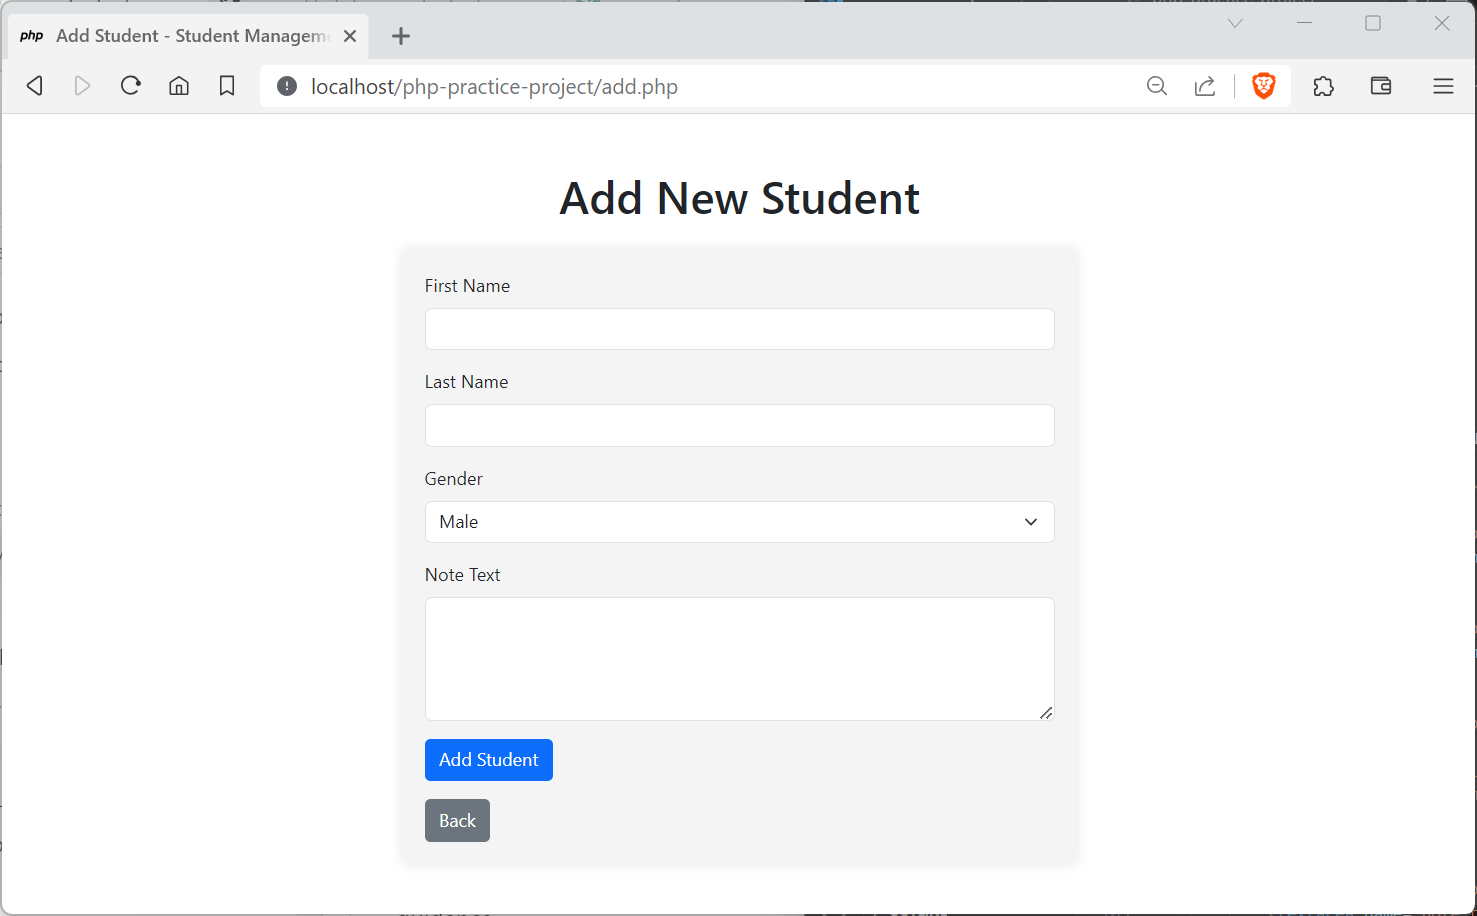 php Add Student - Student Managem
localhost/php-practice-project/add.php
Add New Student
First Name
Last Name
Gender
Male
Note Text
Add Student
Back